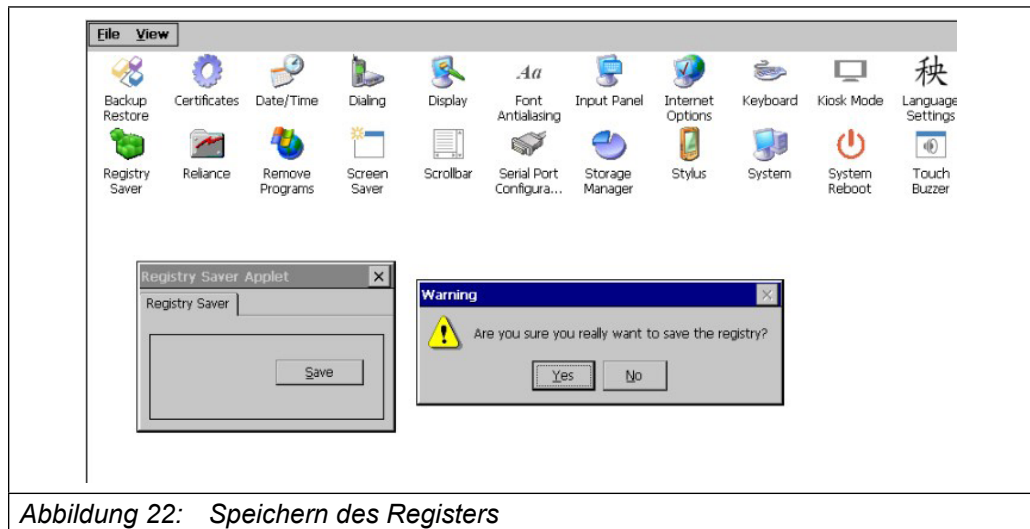 File View
Backup Restore
Certificates
Date/Time
Dialing
Display
Aa
Font Antialiasing
Input Panel
Internet Options
Keyboard
Kiosk Mode
秧
Language Settings
Registry Saver
Reliance
Remove Programs
Screen Saver
Scrollbar
Serial Port Configura...
Storage Manager
Stylus
System
System Reboot
Touch Buzzer
Registry Saver Applet
Registry Saver
Save
Warning
Are you sure you really want to save the registry?
Yes
No
Abbildung 22: Speichern des Registers